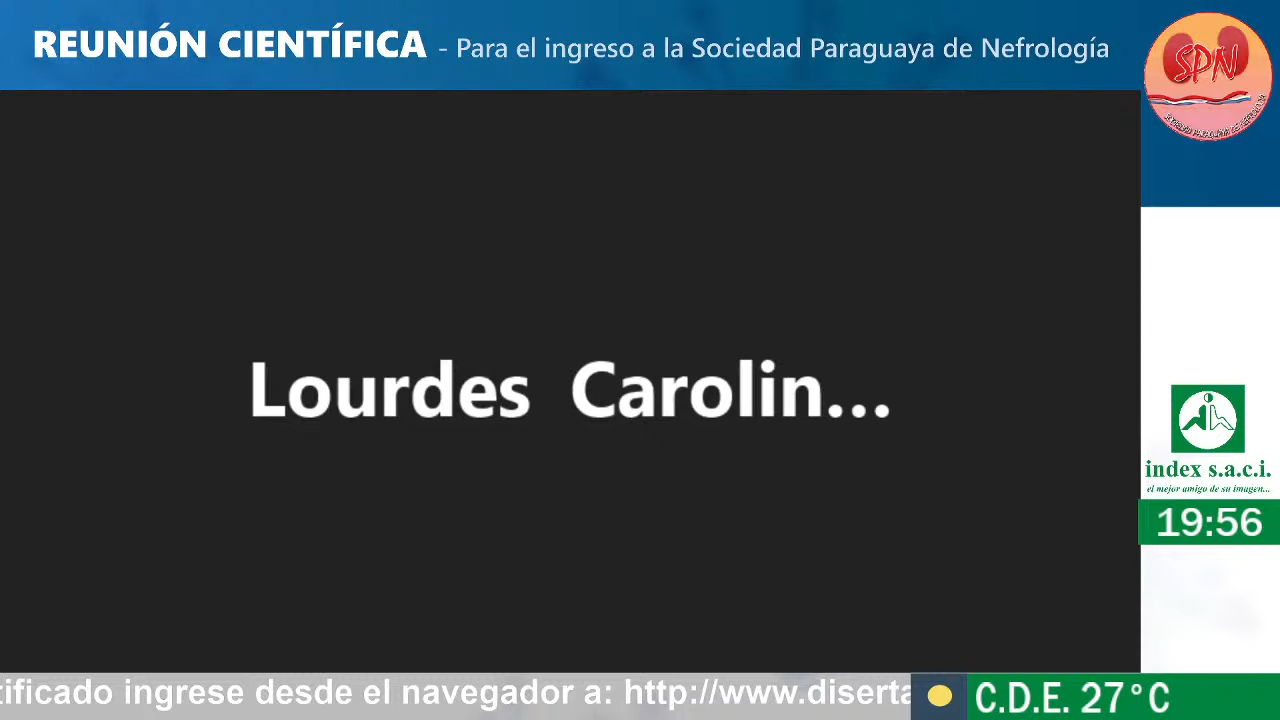 REUNIÓN CIENTÍFICA - Para el ingreso a la Sociedad Paraguaya de Nefrología
SPN
Lourdes Carolin...
index s.a.c.i.
el mejor amigo de su imagen...
19:56
tificado ingrese desde el navegador a: http://www.diserta
C.D.E. 27°C